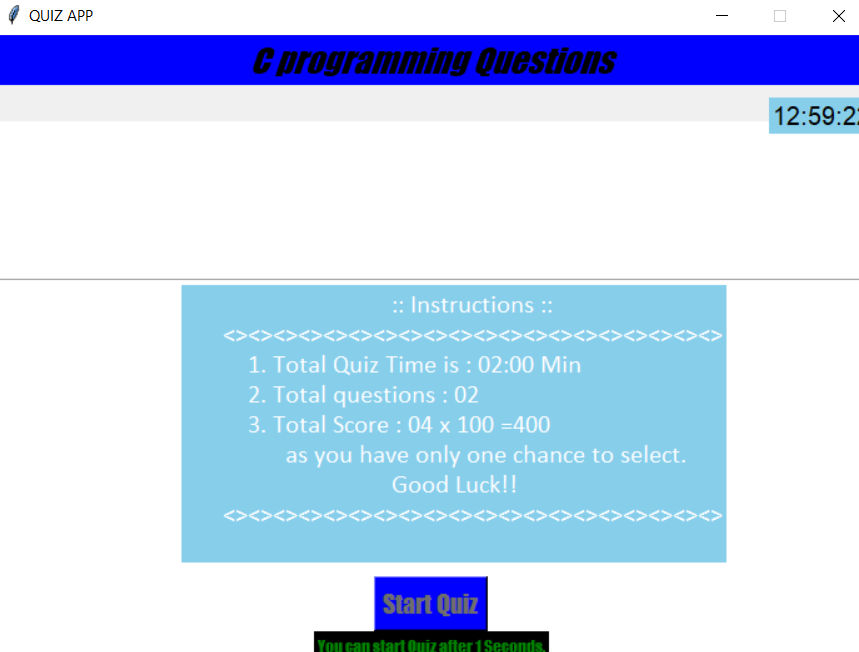 QUIZ APP
C programming Questions
12:59:22
:: Instructions ::
<><><><><><><><><><><><><><><><><><><><>
1. Total Quiz Time is : 02:00 Min
2. Total questions : 02
3. Total Score : 04 x 100 =400
as you have only one chance to select.
Good Luck!!
<><><><><><><><><><><><><><><><><><><><>
Start Quiz
You can start Quiz after 1 Seconds.